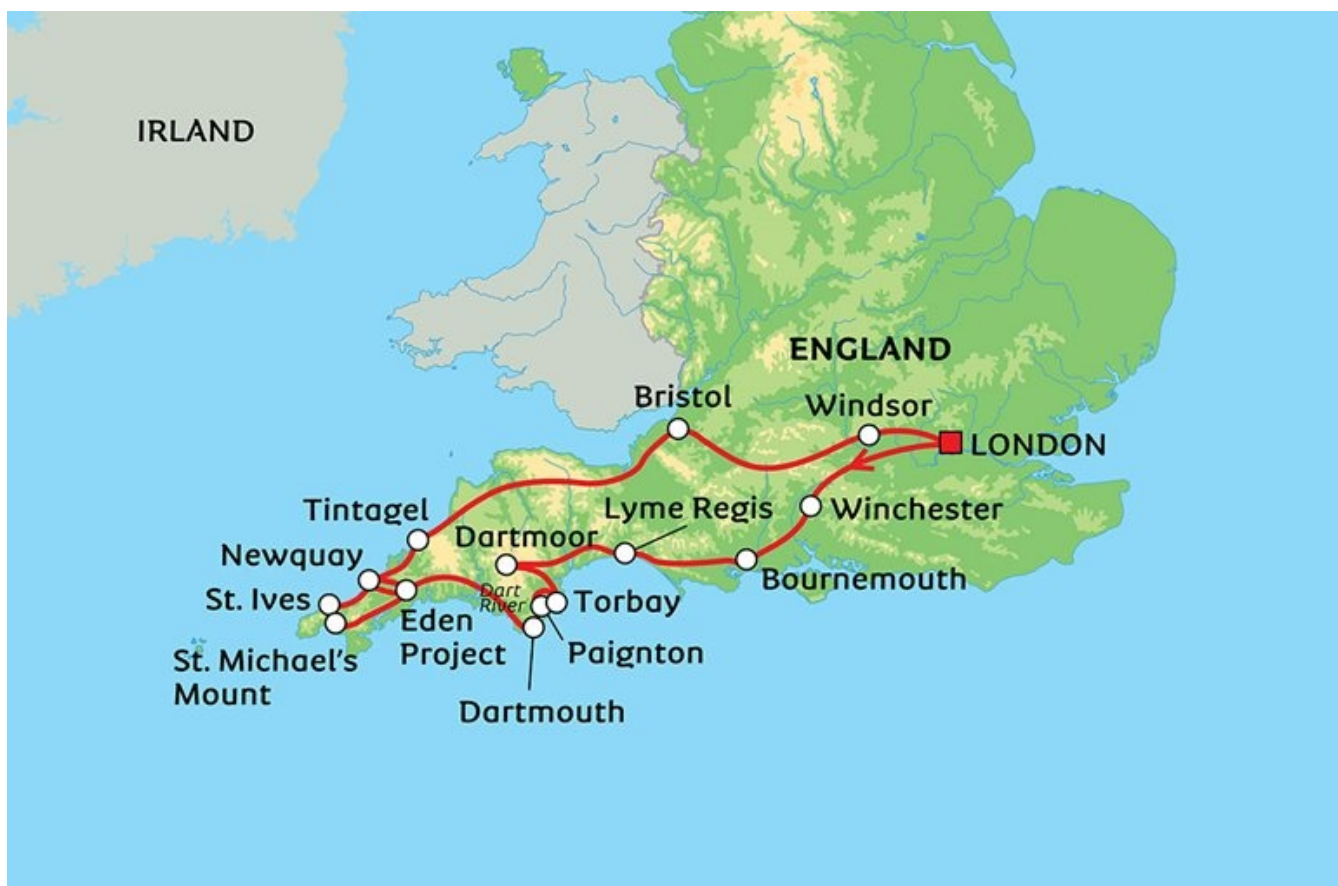 IRLAND
ENGLAND
Bristol
Windsor
LONDON
Tintagel
Lyme Regis
Winchester
Newquay
Dartmoor
Bournemouth
St. Ives
Dart
River
Torbay
Eden
Project
Paignton
St. Michael's
Mount
Dartmouth